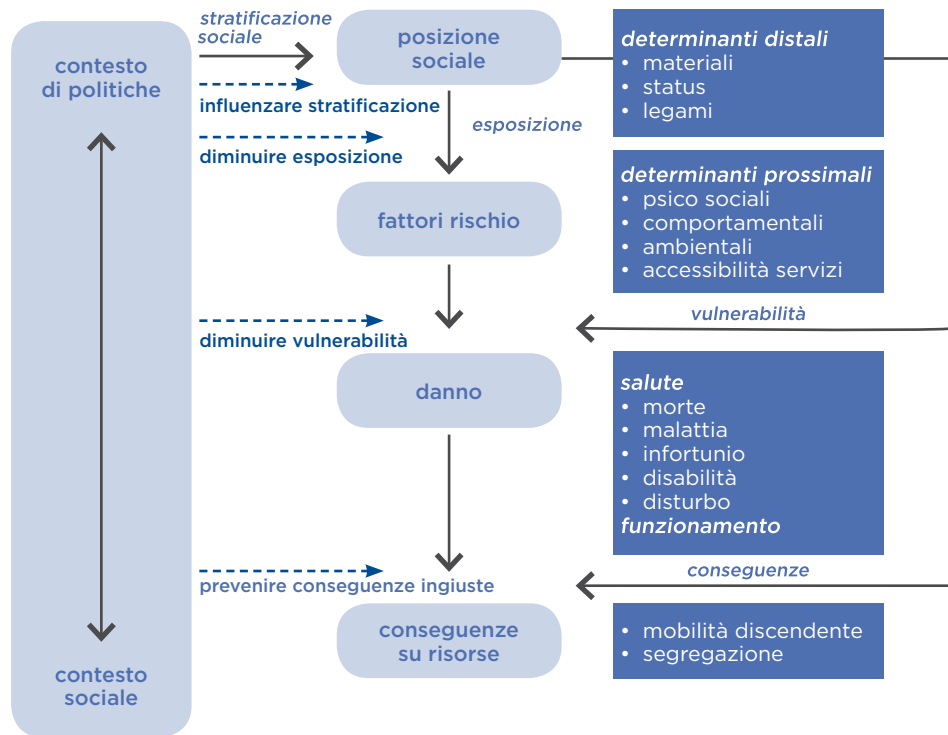 contesto
di politiche
contesto
sociale
stratificazione
sociale
influenzare stratificazione
diminuire esposizione
diminuire vulnerabilità
prevenire conseguenze ingiuste
posizione
sociale
esposizione
fattori rischio
danno
conseguenze
su risorse
determinanti distali
• materiali
• status
• legami
determinanti prossimali
• psico sociali
• comportamentali
• ambientali
• accessibilità servizi
vulnerabilità
salute
• morte
• malattia
• infortunio
• disabilità
• disturbo
funzionamento
conseguenze
• mobilità discendente
• segregazione